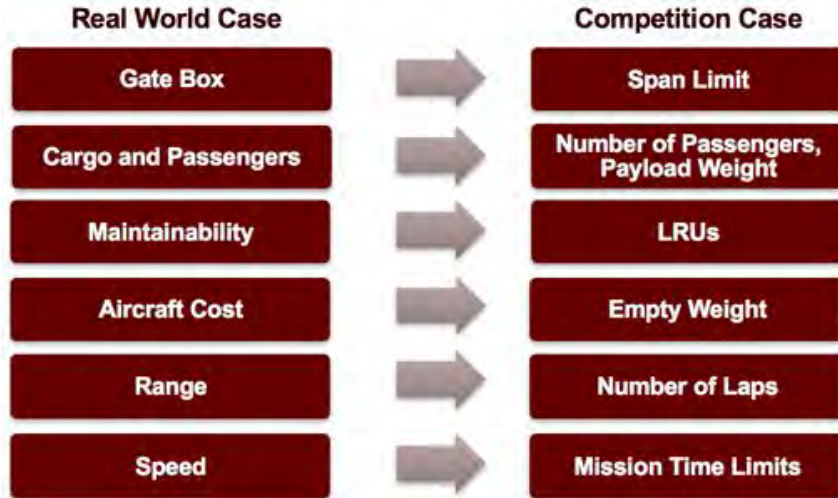 Real World Case
Competition Case
Gate Box
Span Limit
Cargo and Passengers
Number of Passengers,
Payload Weight
Maintainability
LRUs
Aircraft Cost
Empty Weight
Range
Number of Laps
Speed
Mission Time Limits